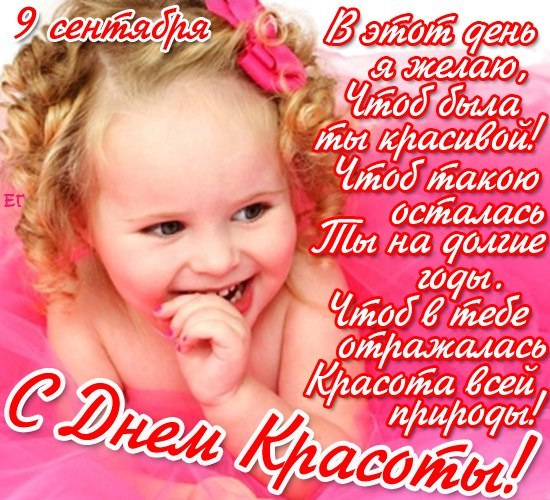 9 сентября
В этот день
я желаю,
Чтоб была
ты красивой!
Чтоб такою
осталась
Ты на долгие
годы.
Чтоб в тебе
отражалась
Красота всей
природы!
С Днем Красоты!
ЕГ